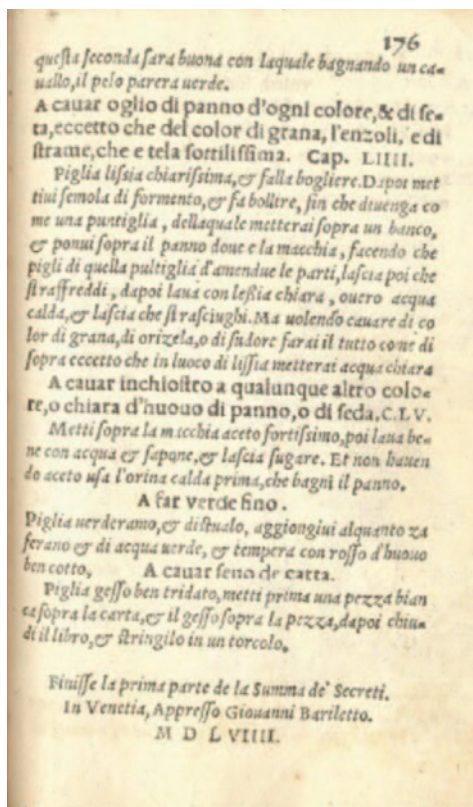 176
questa seconda sara buona con laquale bagnando un ca-
uallo, il pelo parera uerde.
A cauar oglio di panno d'ogni colore, & di se-
ta, eccetto che del color di grana, l'enzoli, e di
strame, che e tela sottilissima. Cap. LIIII.
Piglia lissia chiarissima, & falla bogliere. Dapoi met
tiui semola di formento, & fa bollire, sin che diuenga co
me una puntiglia, dellaquale metterai sopra un banco,
& ponui sopra il panno doue e la macchia, facendo che
pigli di quella pultiglia d'amendue le parti, lascia poi che
si raffreddi, dapoi laua con lessia chiara, ouero acqua
calda, & lascia che si rasciughi. Ma uolendo cauare di co
lor di grana, di orizela, o di sudore farai il tutto come di
sopra eccetto che in luoco di lissia metterai acqua chiara
A cauar inchiostro a qualunque altro colo-
re, o chiara d'huouo di panno, o di seda. C. LV.
Metti sopra la macchia aceto fortissimo, poi laua be-
ne con acqua & sapone, & lascia sugare. Et non hauen
do aceto usa l'orina calda prima, che bagni il panno.
A far verde fino.
Piglia uerderamo, & distualo, aggiongiui alquanto za
ferano & di acqua uerde, & tempera con rosso d'huouo
ben cotto. A cauar seno de carta.
Piglia gesso ben tridato, metti prima una pezza bian
ca sopra la carta, & il gesso sopra la pezza, dapoi chiu-
di il libro, & stringilo in un torcolo.
Finisse la prima parte de la Summa de' Secreti.
In Venetia, Appresso Giouanni Bariletto.
M D L VIIII.